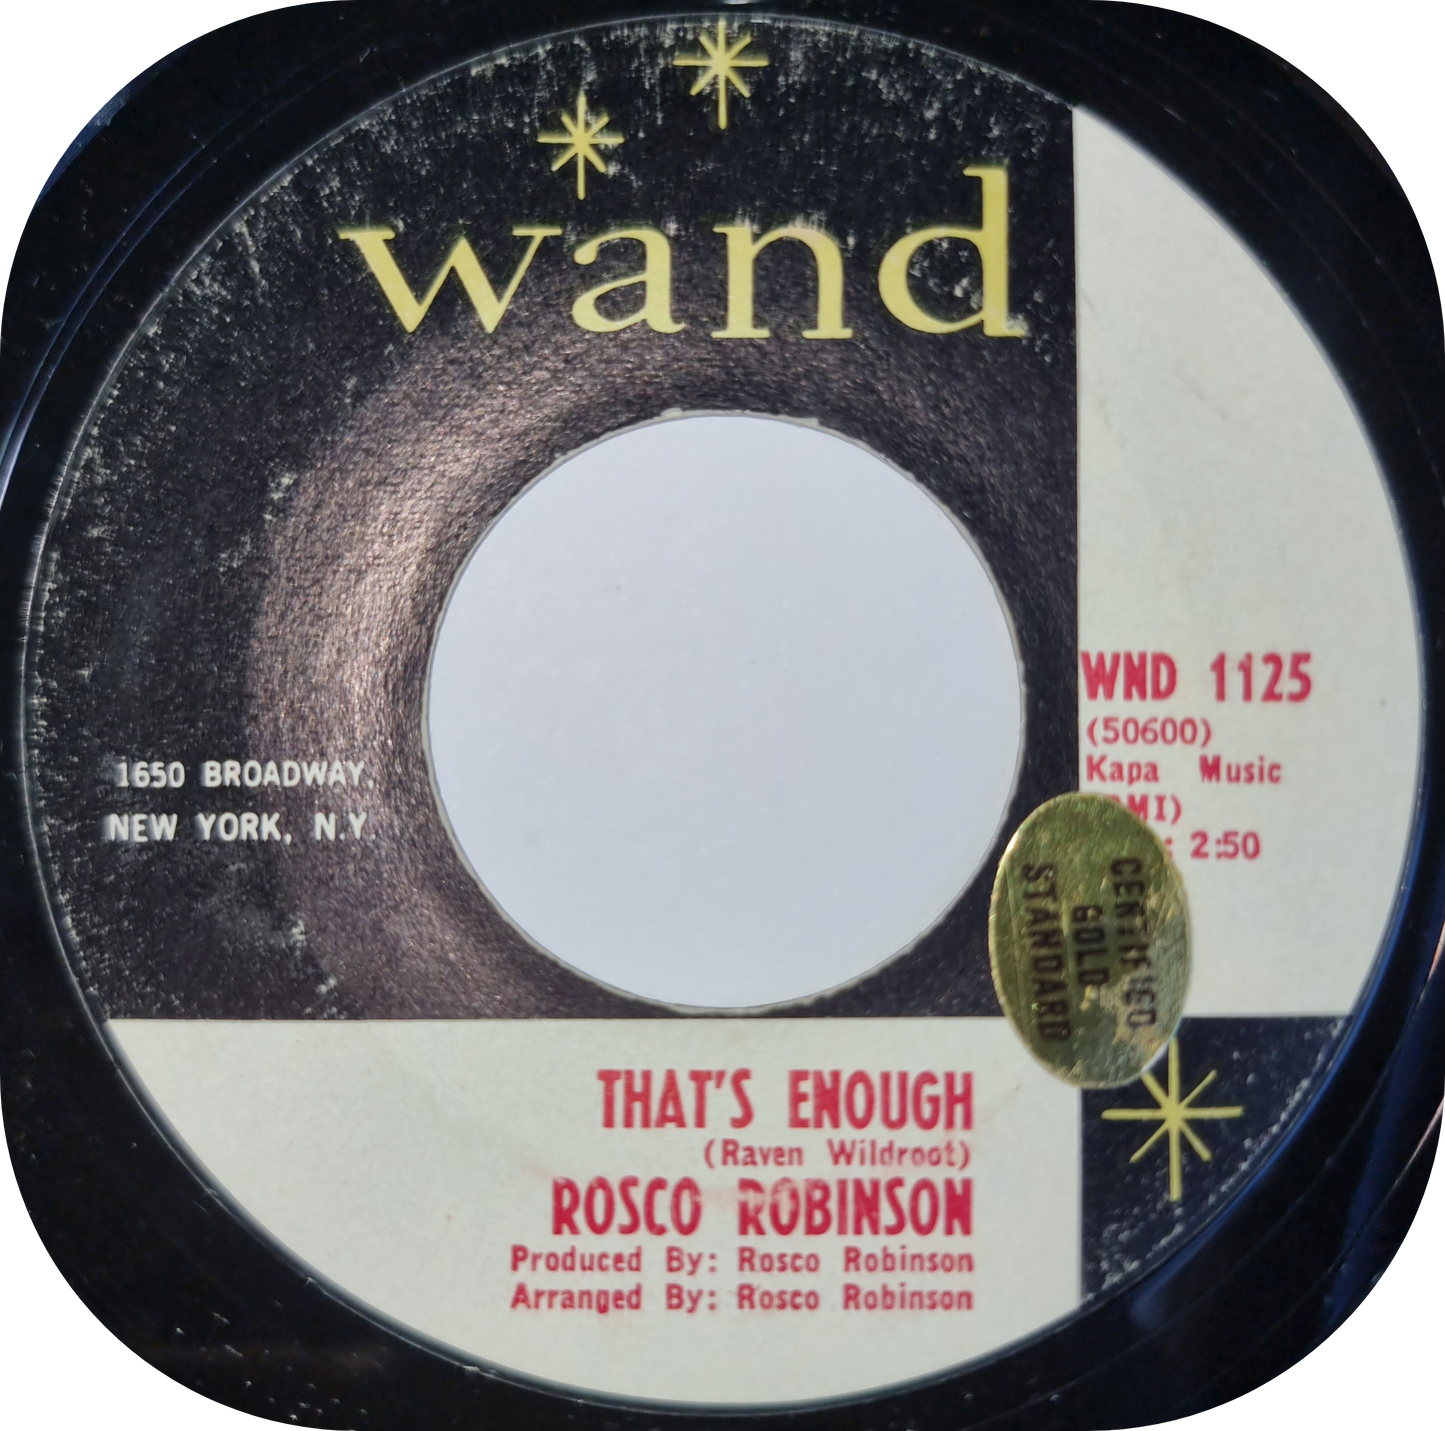 wand
1650 BROADWAY,
NEW YORK, N.Y
WND 1125
(50600)
Kapa Music
BMI)
: 2:50
CERTIFIED
GOLD
STANDARD
THAT'S ENOUGH
(Raven Wildroot)
ROSCO ROBINSON
Produced By: Rosco Robinson
Arranged By: Rosco Robinson